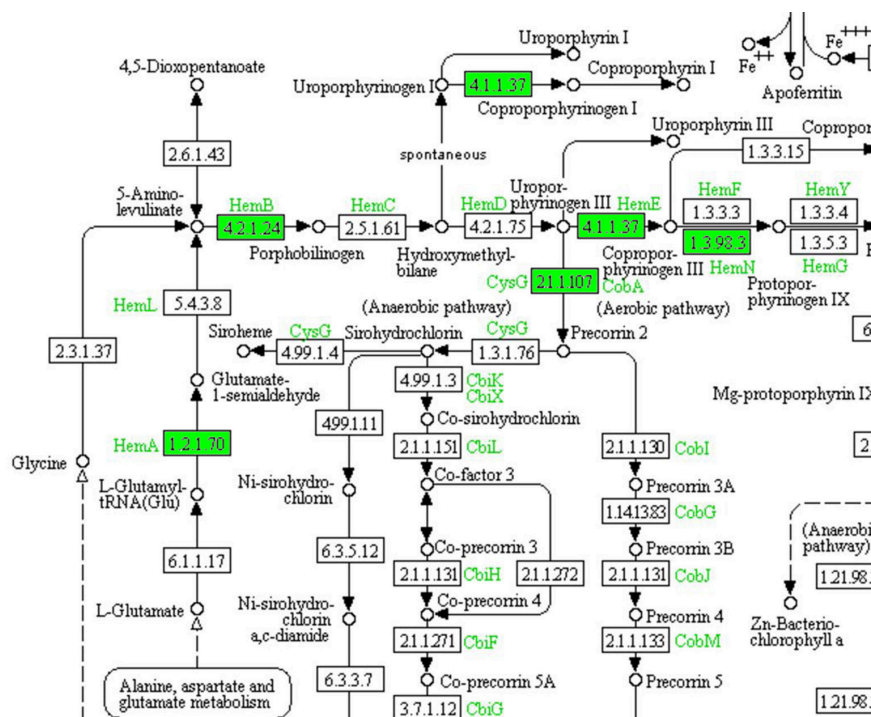 Uroporphyrin I
4,5-Dioxopentanoate
Fe++
Fe+++
Uroporphyrinogen I
4.1.1.37
Coproporphyrin I
Coproporphyrinogen I
Apoferritin
Uroporphyrin III
Copropor
2.6.1.43
spontaneous
1.3.3.15
5-Amino-
levulinate
HemB
HemC
HemD
Uropor-
phyrinogen III
HemE
HemF
HemY
4.2.1.24
2.5.1.61
4.2.1.75
4.1.1.37
1.3.3.3
1.3.3.4
Porphobilinogen
Hydroxymethyl-
bilane
Copropor-
phyrinogen III
1.3.98.3
1.3.5.3
HemN
HemG
Protopor-
phyrinogen IX
CysG
2.1.1.107
CobA
HemL
5.4.3.8
(Anaerobic pathway)
(Aerobic pathway)
Siroheme
CysG
Sirohydrochlorin
CysG
Precorrin 2
2.3.1.37
4.99.1.4
1.3.1.76
6
Glutamate-
1-semialdehyde
4.99.1.3
CbiK
CbiX
Mg-protoporphyrin IX
4.99.1.11
Co-sirohydrochlorin
HemA
1.2.1.70
2.1.1.151
CbiL
2.1.1.130
CobI
2.
Glycine
L-Glutamyl-
tRNA(Glu)
Ni-sirohydro-
chlorin
Co-factor 3
Precorrin 3A
1.14.13.83
CobG
(Anaerobic
pathway)
6.1.1.17
6.3.5.12
Co-precorrin 3
Precorrin 3B
2.1.1.131
CbiH
2.1.1.272
2.1.1.131
CobJ
1.21.98.
L-Glutamate
Ni-sirohydro-
chlorin
a,c-diamide
Co-precorrin 4
Precorrin 4
Zn-Bacterio-
chlorophyll a
2.1.1.271
CbiF
2.1.1.133
CobM
Alanine, aspartate and
glutamate metabolism
6.3.3.7
Co-precorrin 5A
Precorrin 5
3.7.1.12
CbiG
1.21.98.